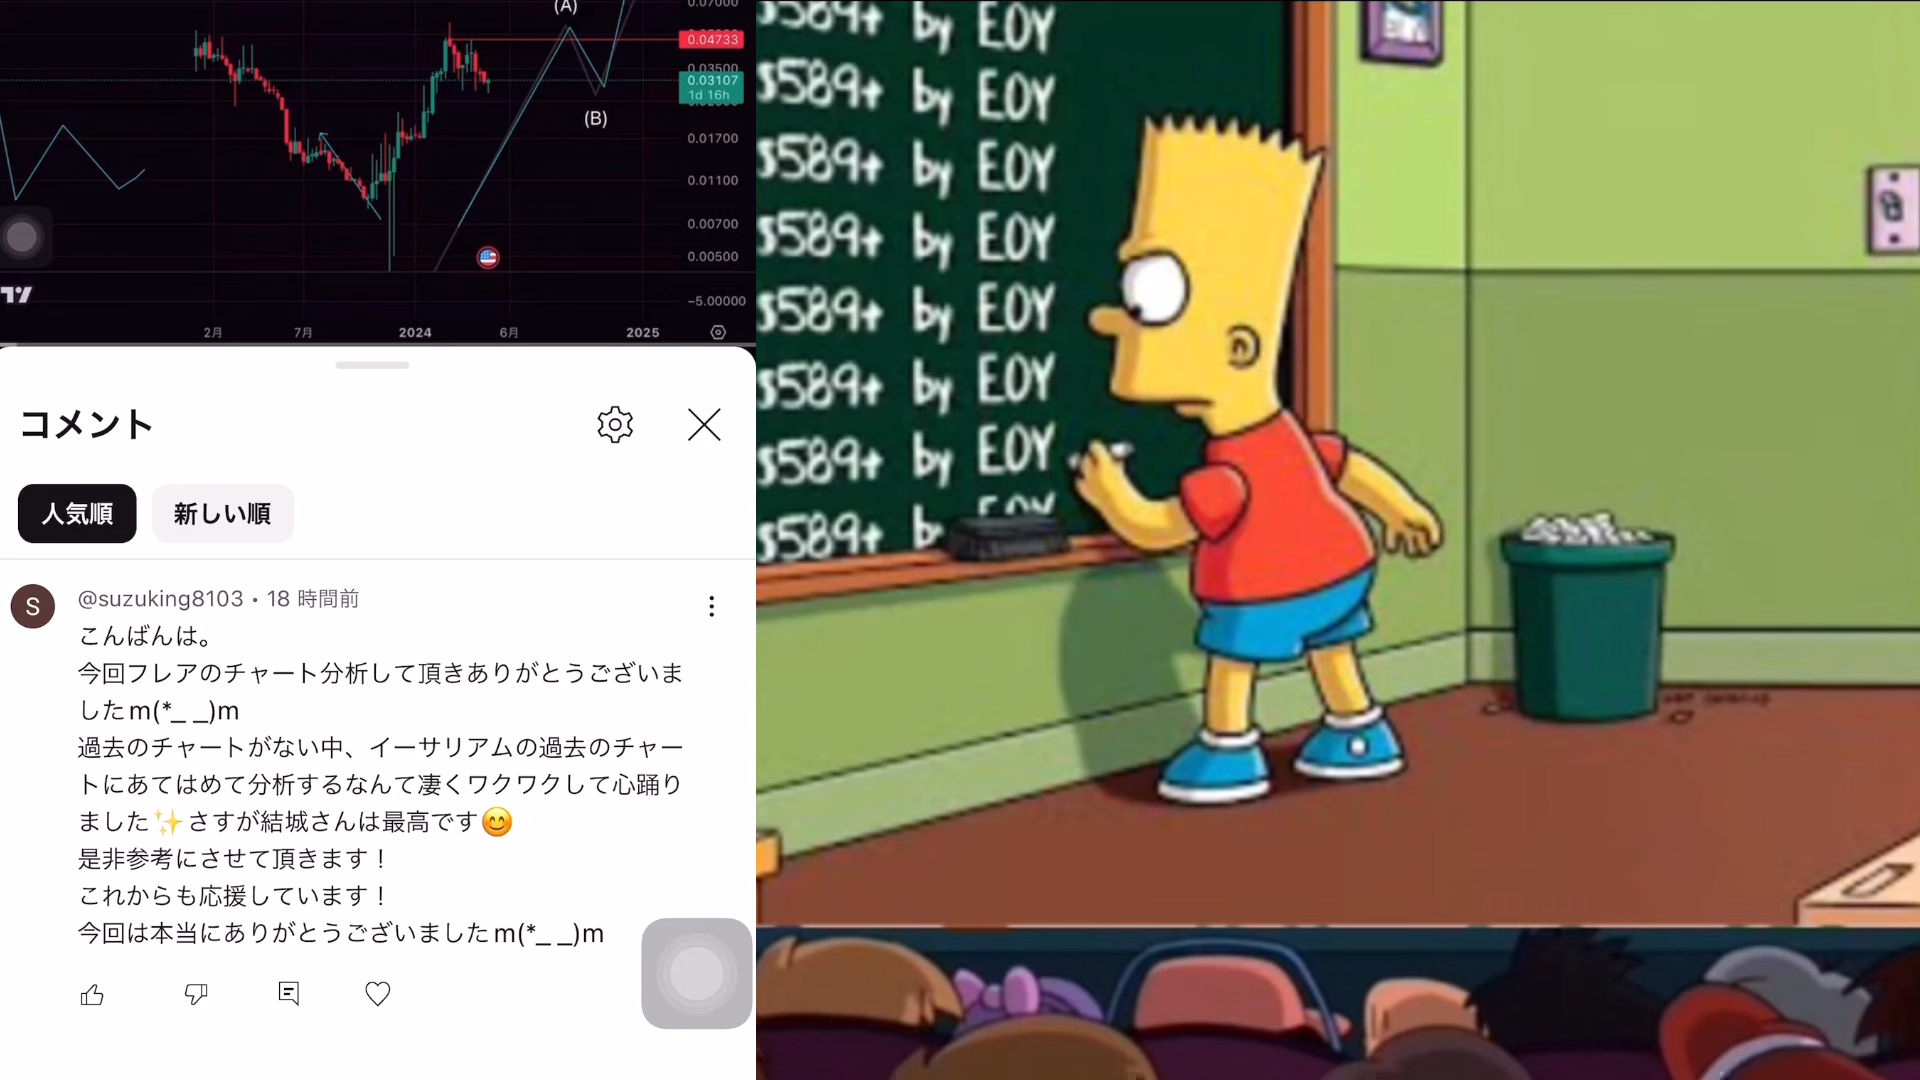 (A)
0.07000
0.04733
0.03500
0.03107
1d 16h
(B)
0.01700
0.01100
0.00700
0.00500
−5.00000
2月 7月 2024 6月 2025
コメント
人気順 新しい順
S
@suzuking8103・18 時間前
こんばんは。
今回フレアのチャート分析して頂きありがとうございま
したm(*_ _)m
過去のチャートがない中、イーサリアムの過去のチャー
トにあてはめて分析するなんて凄くワクワクして心踊り
ました✨さすが結城さんは最高です😊
是非参考にさせて頂きます！
これからも応援しています！
今回は本当にありがとうございましたm(*_ _)m
$589+ by EOY
$589+ by EOY
$589+ by EOY
$589+ by EOY
$589+ by EOY
$589+ by EOY
$589+ by EOY
$589+ by EOY